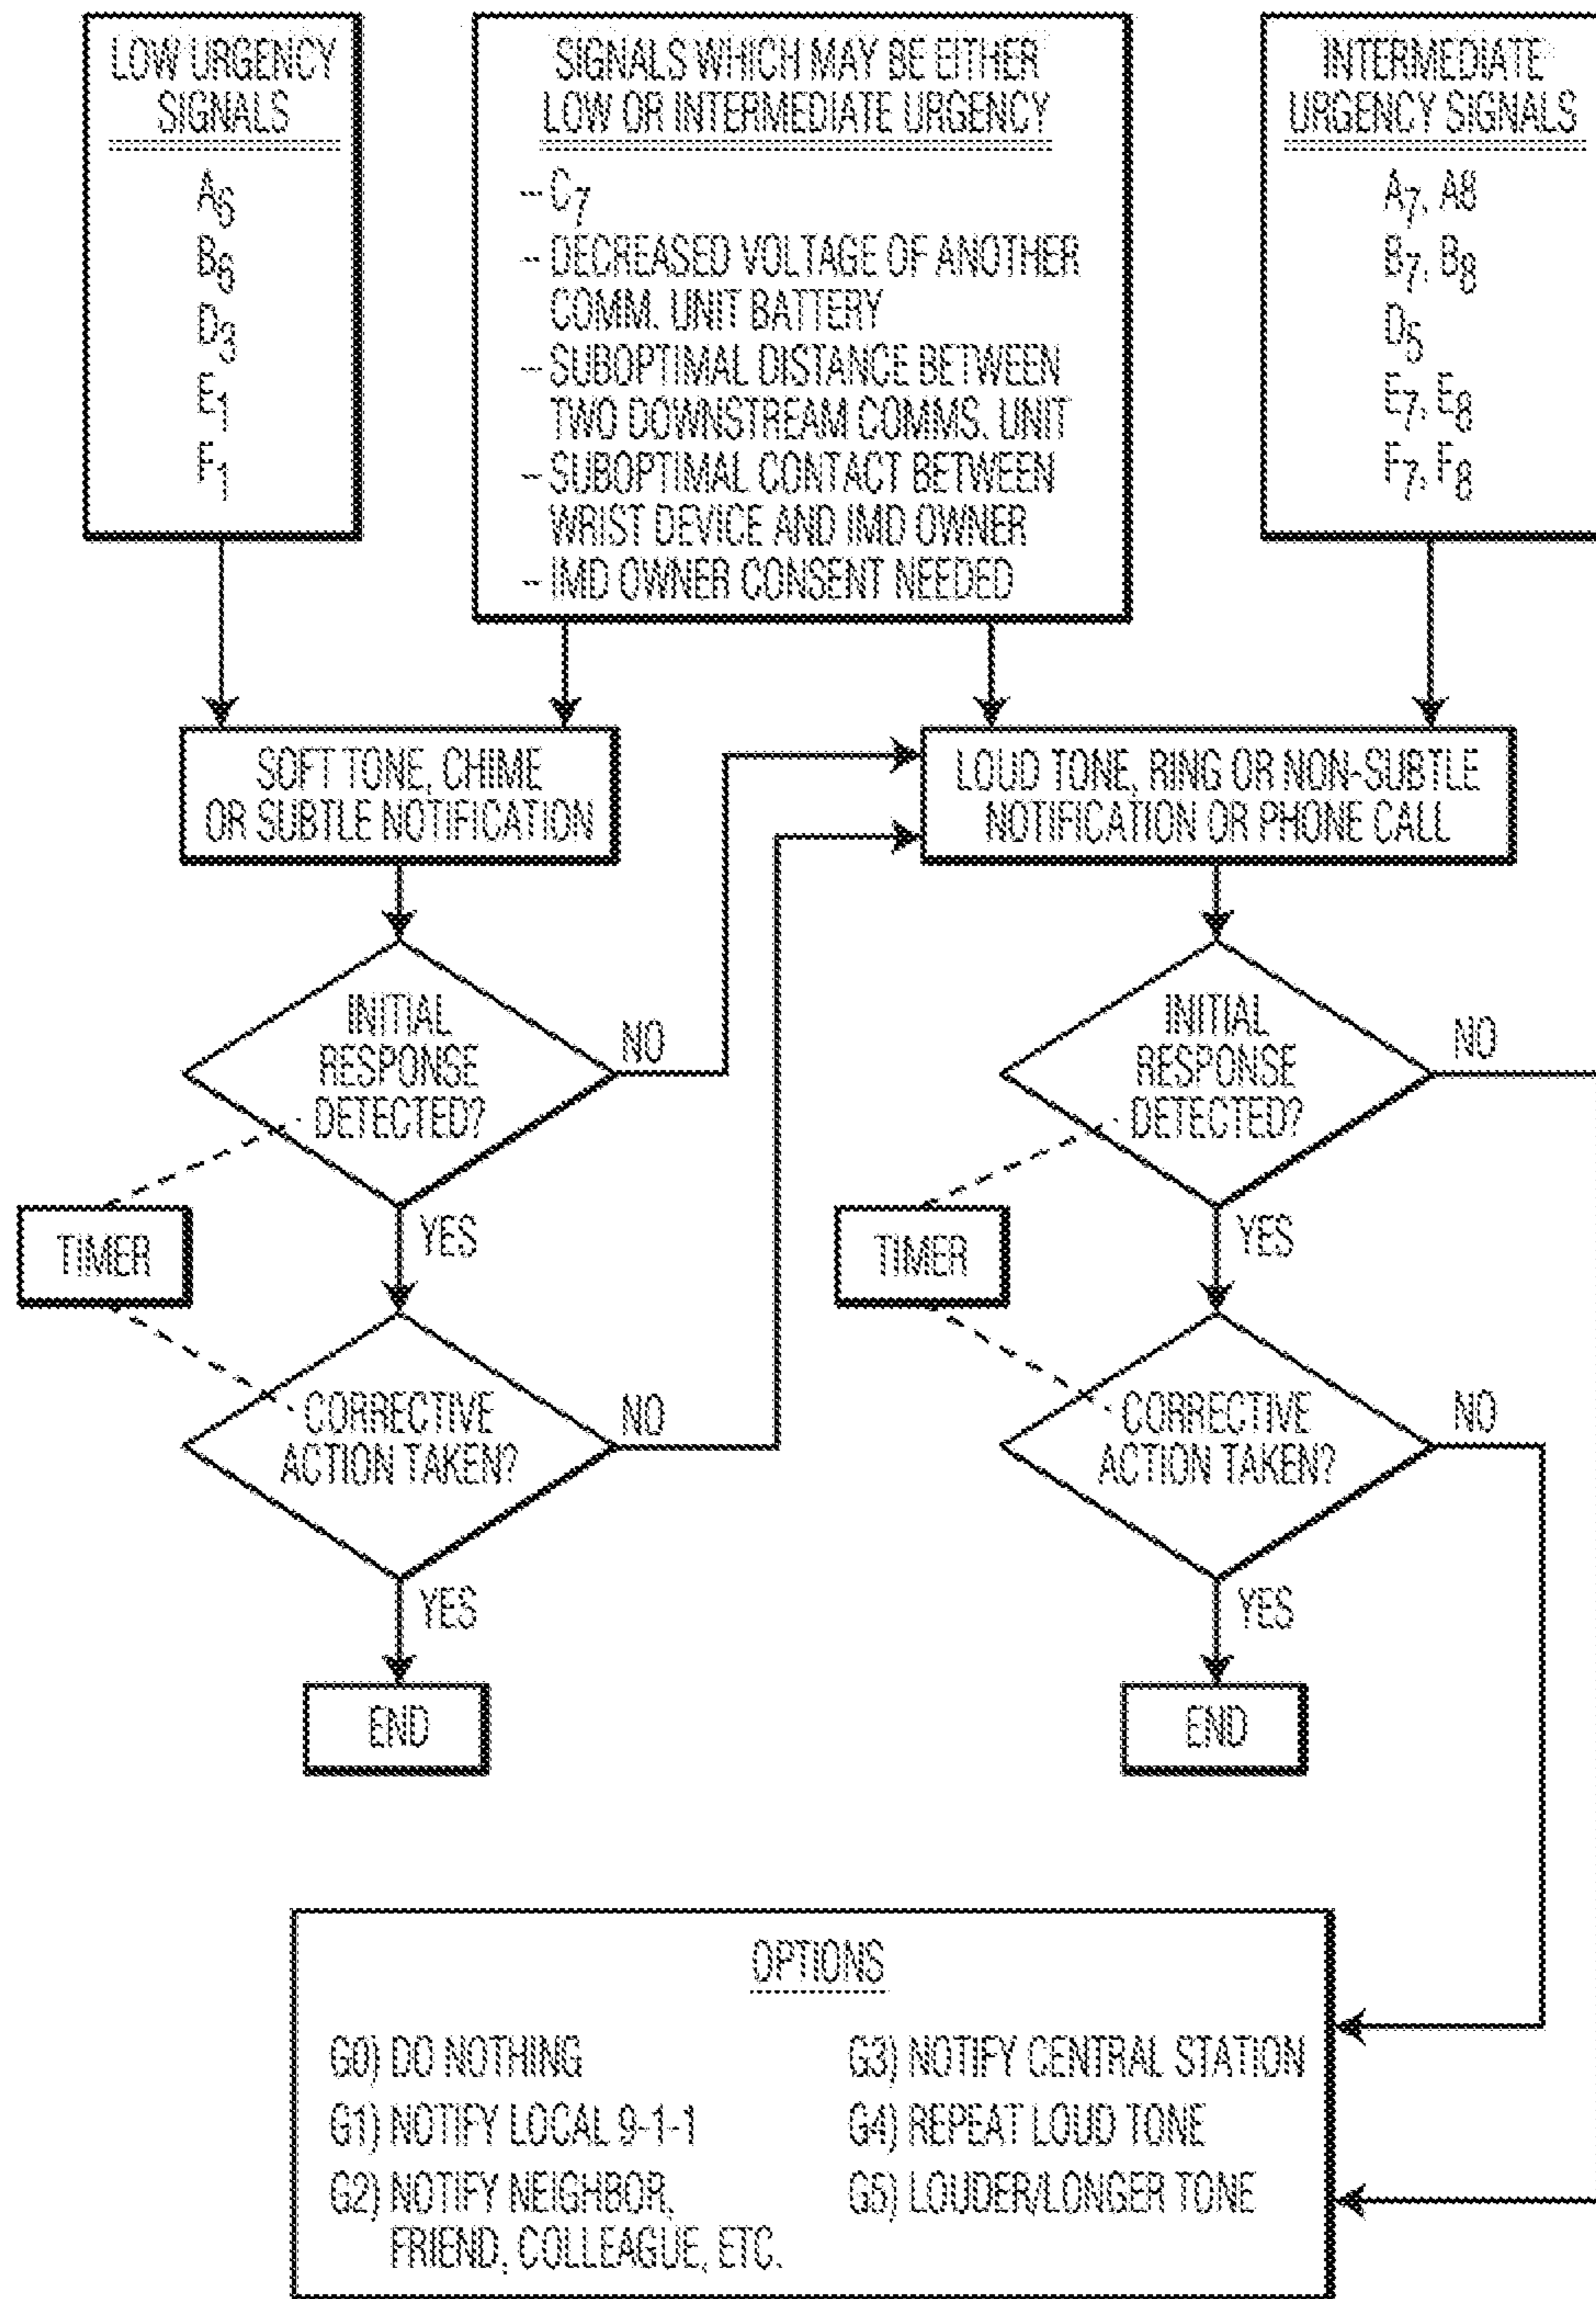 LOW URGENCY
SIGNALS
A6
B6
D3
E1
F1
SIGNALS WHICH MAY BE EITHER
LOW OR INTERMEDIATE URGENCY
-- C7
-- DECREASED VOLTAGE OF ANOTHER
COMM. UNIT BATTERY
-- SUBOPTIMAL DISTANCE BETWEEN
TWO DOWNSTREAM COMMS. UNIT
-- SUBOPTIMAL CONTACT BETWEEN
WRIST DEVICE AND IMD OWNER
-- IMD OWNER CONSENT NEEDED
INTERMEDIATE
URGENCY SIGNALS
A7, A8
B7, B8
D5
E7, E8
F7, F8
SOFT TONE, CHIME
OR SUBTLE NOTIFICATION
LOUD TONE, RING OR NON-SUBTLE
NOTIFICATION OR PHONE CALL
INITIAL
RESPONSE
DETECTED?
NO
YES
TIMER
CORRECTIVE
ACTION TAKEN?
NO
YES
END
INITIAL
RESPONSE
DETECTED?
NO
YES
TIMER
CORRECTIVE
ACTION TAKEN?
NO
YES
END
OPTIONS
G0) DO NOTHING
G1) NOTIFY LOCAL 9-1-1
G2) NOTIFY NEIGHBOR,
FRIEND, COLLEAGUE, ETC.
G3) NOTIFY CENTRAL STATION
G4) REPEAT LOUD TONE
G5) LOUDER/LONGER TONE